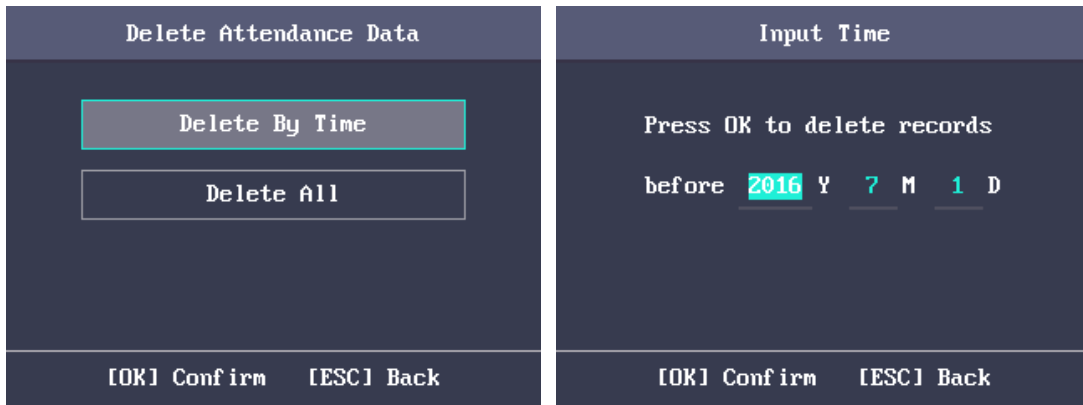 Delete Attendance Data
Delete By Time
Delete All
[OK] Confirm [ESC] Back
Input Time
Press OK to delete records
before 2016 Y 7 M 1 D
[OK] Confirm [ESC] Back